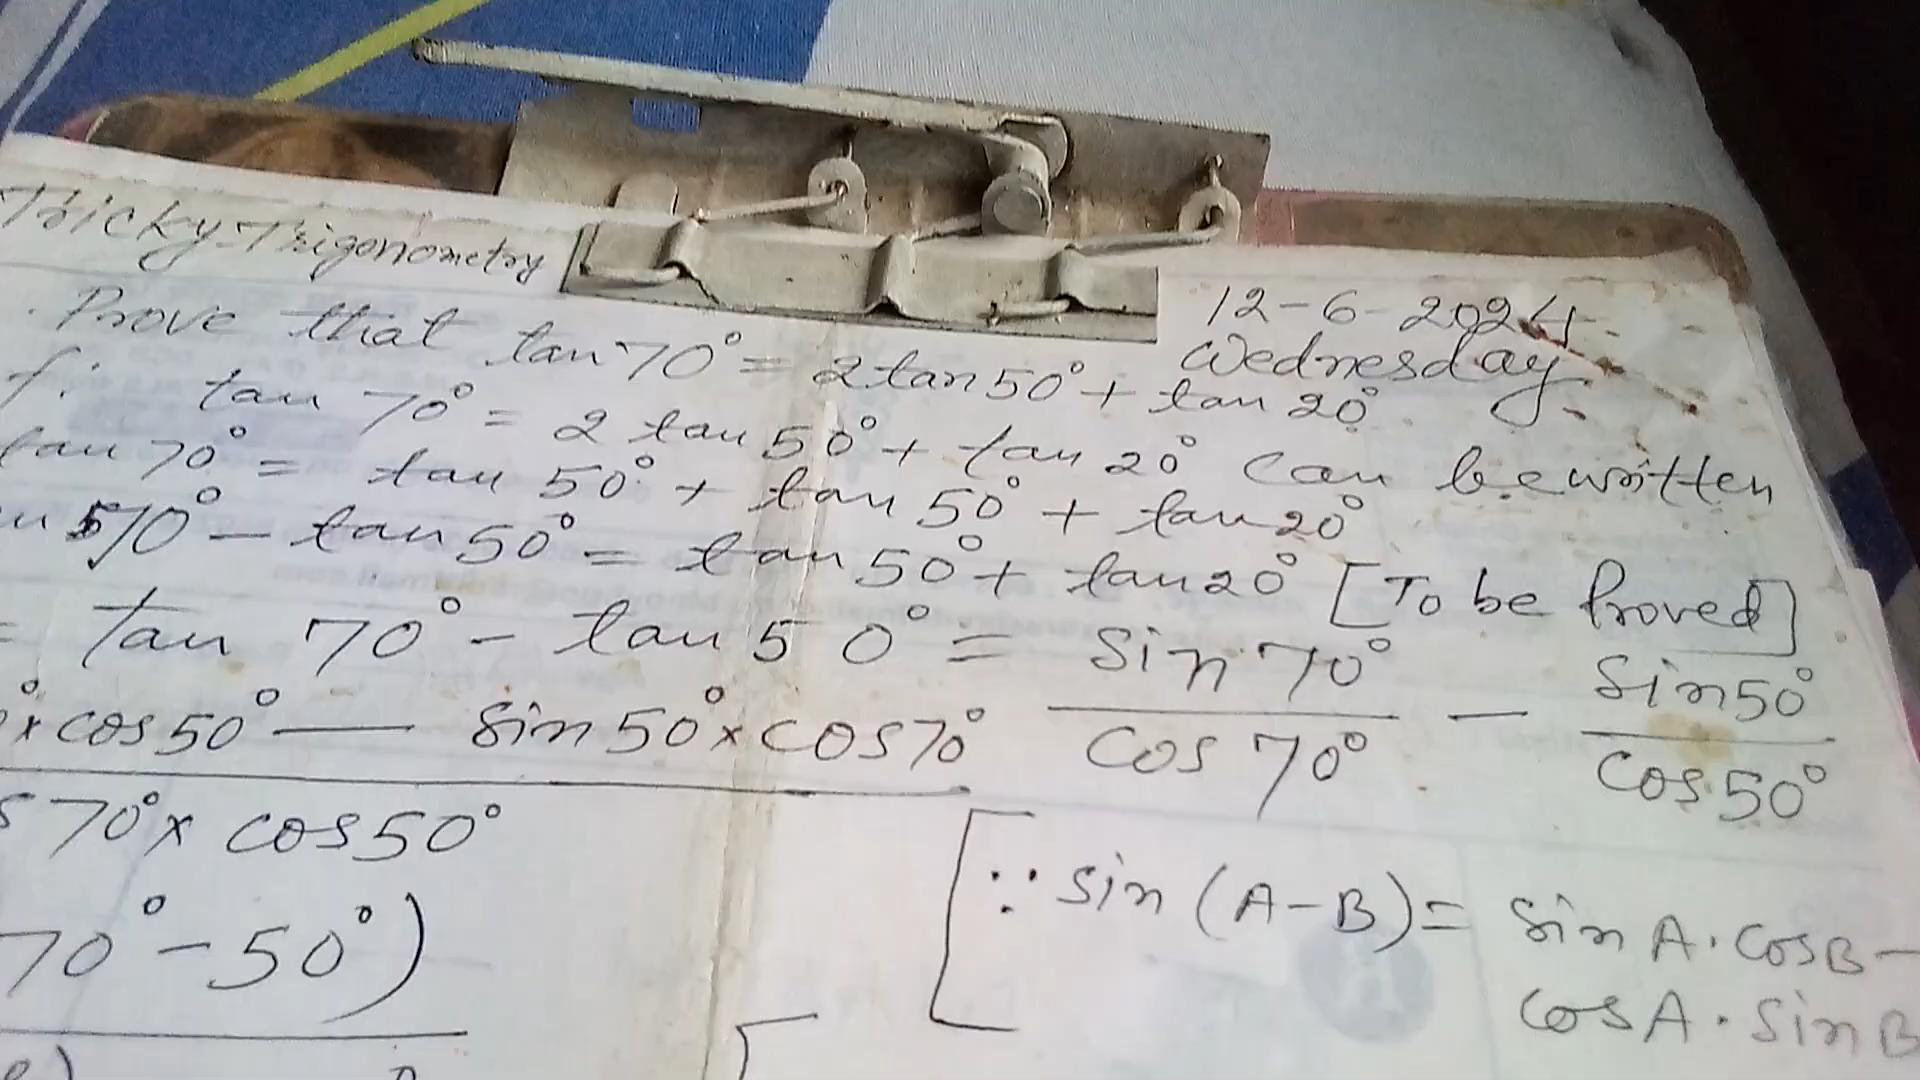 Tricky-Trigonometry
12-6-2024
Wednesday
. Prove that tan 70° = 2 tan 50° + tan 20°
f: tan 70° = 2 tan 50° + tan 20° can be written
tan 70° = tan 50° + tan 50° + tan 20°
70° - tan 50° = tan 50° + tan 20° [To be Proved]
= tan 70° - tan 50° = sin 70° / cos 70° - sin 50° / cos 50°
° x cos 50° — sin 50° x cos 70°
s 70° x cos 50°
70° - 50°)
[∵ sin (A - B) = sin A . cos B -
cos A . sin B